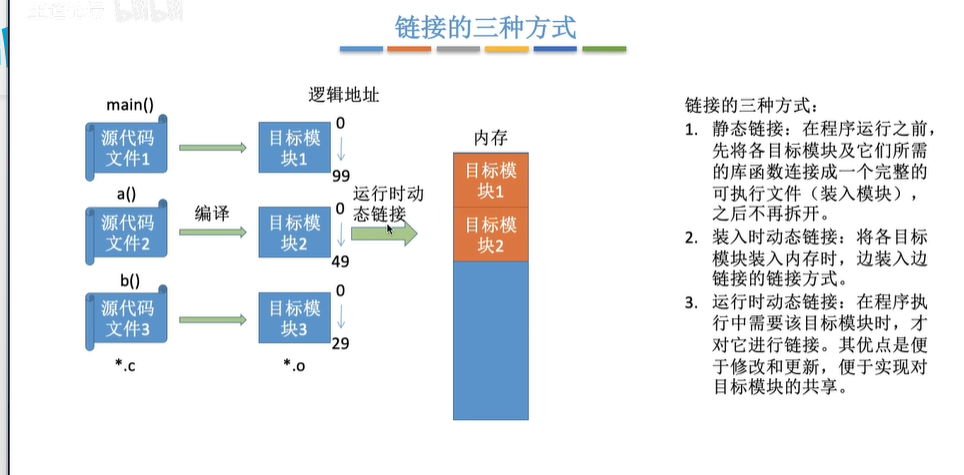 bilibili
链接的三种方式
main()
源代码
文件1
a()
源代码
文件2
b()
源代码
文件3
*.c
编译
逻辑地址
目标模
块1
0
99
目标模
块2
0
49
目标模
块3
0
29
*.o
运行时动
态链接
内存
目标模
块1
目标模
块2
链接的三种方式：
1. 静态链接：在程序运行之前，
先将各目标模块及它们所需
的库函数连接成一个完整的
可执行文件（装入模块），
之后不再拆开。
2. 装入时动态链接：将各目标
模块装入内存时，边装入边
链接的链接方式。
3. 运行时动态链接：在程序执
行中需要该目标模块时，才
对它进行链接。其优点是便
于修改和更新，便于实现对
目标模块的共享。